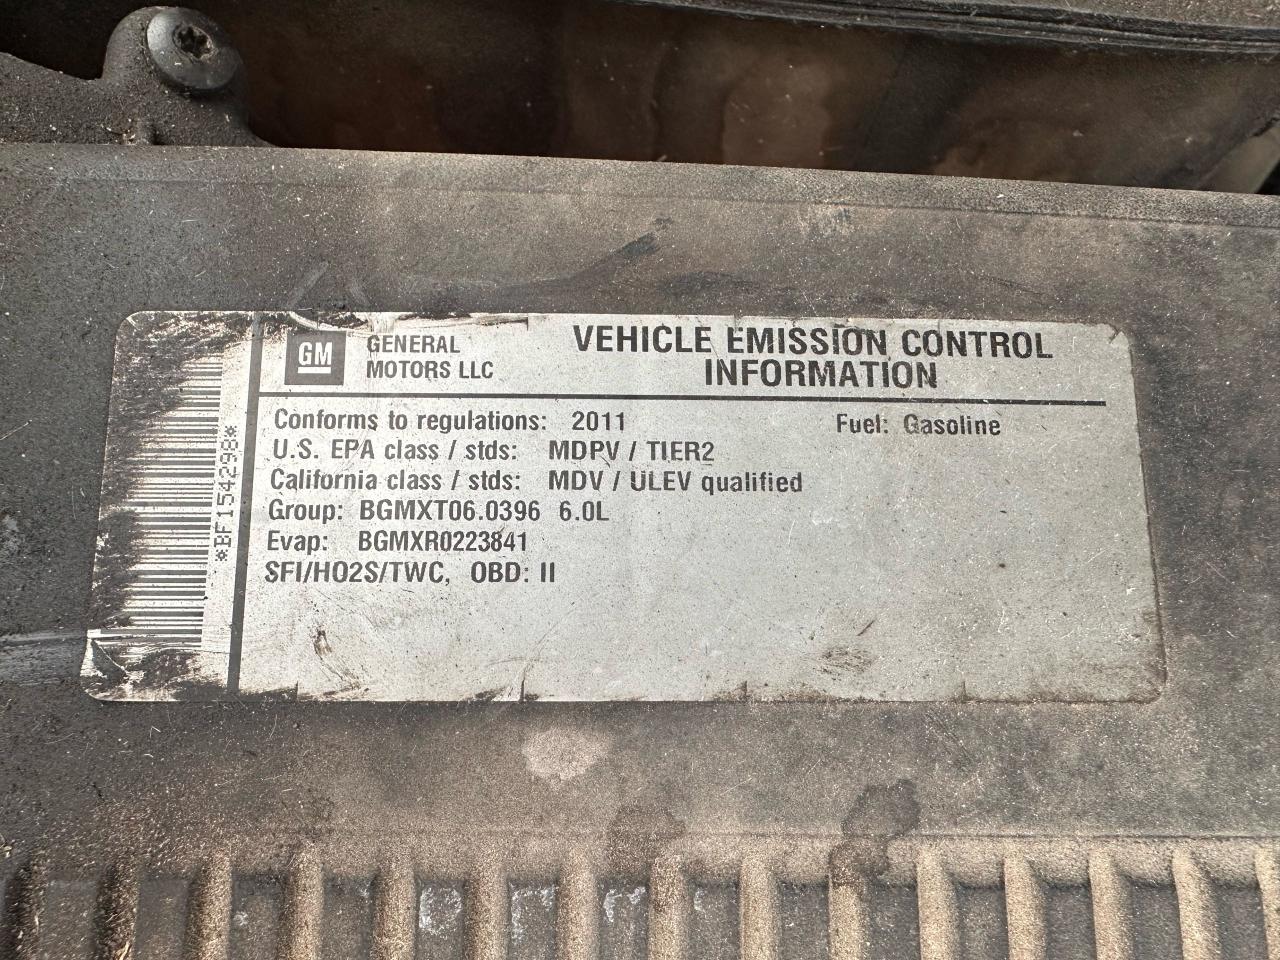 GM
GENERAL
MOTORS LLC
VEHICLE EMISSION CONTROL
INFORMATION
Conforms to regulations: 2011 Fuel: Gasoline
U.S. EPA class / stds: MDPV / TIER2
California class / stds: MDV / ULEV qualified
Group: BGMXT06.0396 6.0L
Evap: BGMXR0223841
SFI/HO2S/TWC, OBD: II
*BF154298*